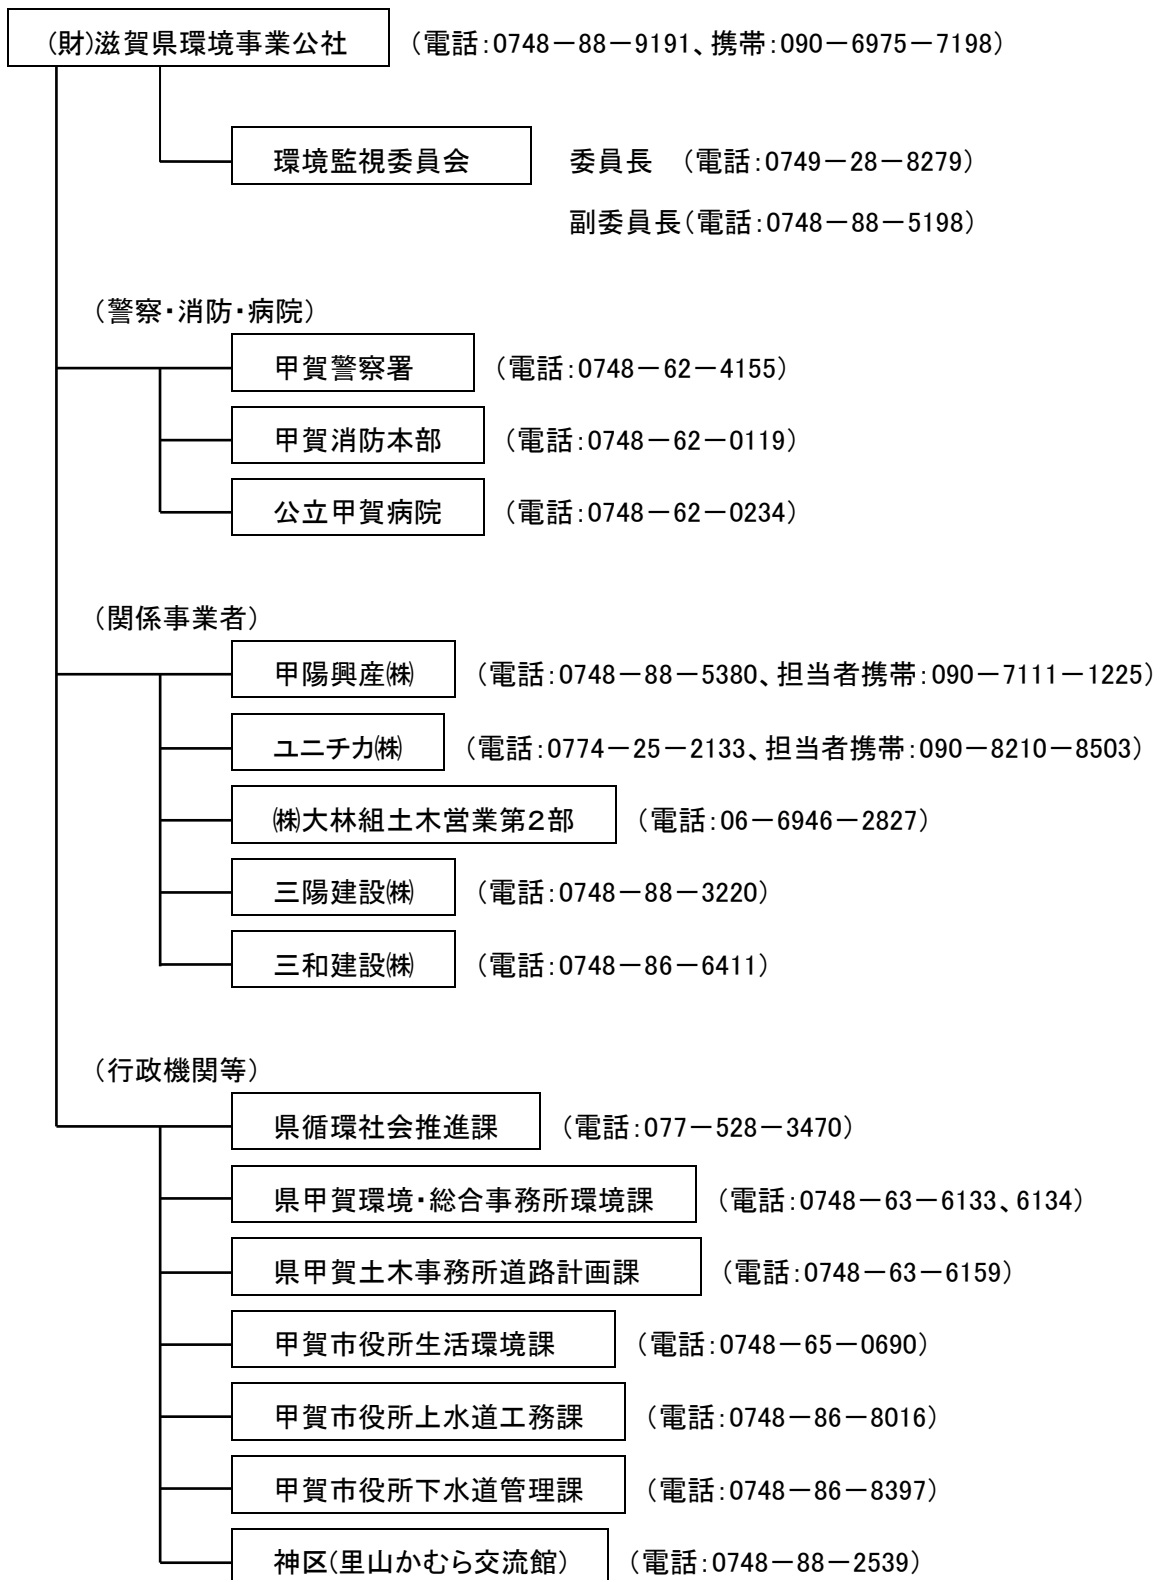 (財)滋賀県環境事業公社 （電話：0748－88－9191、携帯：090－6975－7198）
環境監視委員会 委員長 （電話：0749－28－8279）
副委員長（電話：0748－88－5198）
（警察・消防・病院）
甲賀警察署 （電話：0748－62－4155）
甲賀消防本部 （電話：0748－62－0119）
公立甲賀病院 （電話：0748－62－0234）
（関係事業者）
甲陽興産㈱ （電話：0748－88－5380、担当者携帯：090－7111－1225）
ユニチカ㈱ （電話：0774－25－2133、担当者携帯：090－8210－8503）
㈱大林組土木営業第２部 （電話：06－6946－2827）
三陽建設㈱ （電話：0748－88－3220）
三和建設㈱ （電話：0748－86－6411）
（行政機関等）
県循環社会推進課 （電話：077－528－3470）
県甲賀環境・総合事務所環境課 （電話：0748－63－6133、6134）
県甲賀土木事務所道路計画課 （電話：0748－63－6159）
甲賀市役所生活環境課 （電話：0748－65－0690）
甲賀市役所上水道工務課 （電話：0748－86－8016）
甲賀市役所下水道管理課 （電話：0748－86－8397）
神区(里山かむら交流館) （電話：0748－88－2539）